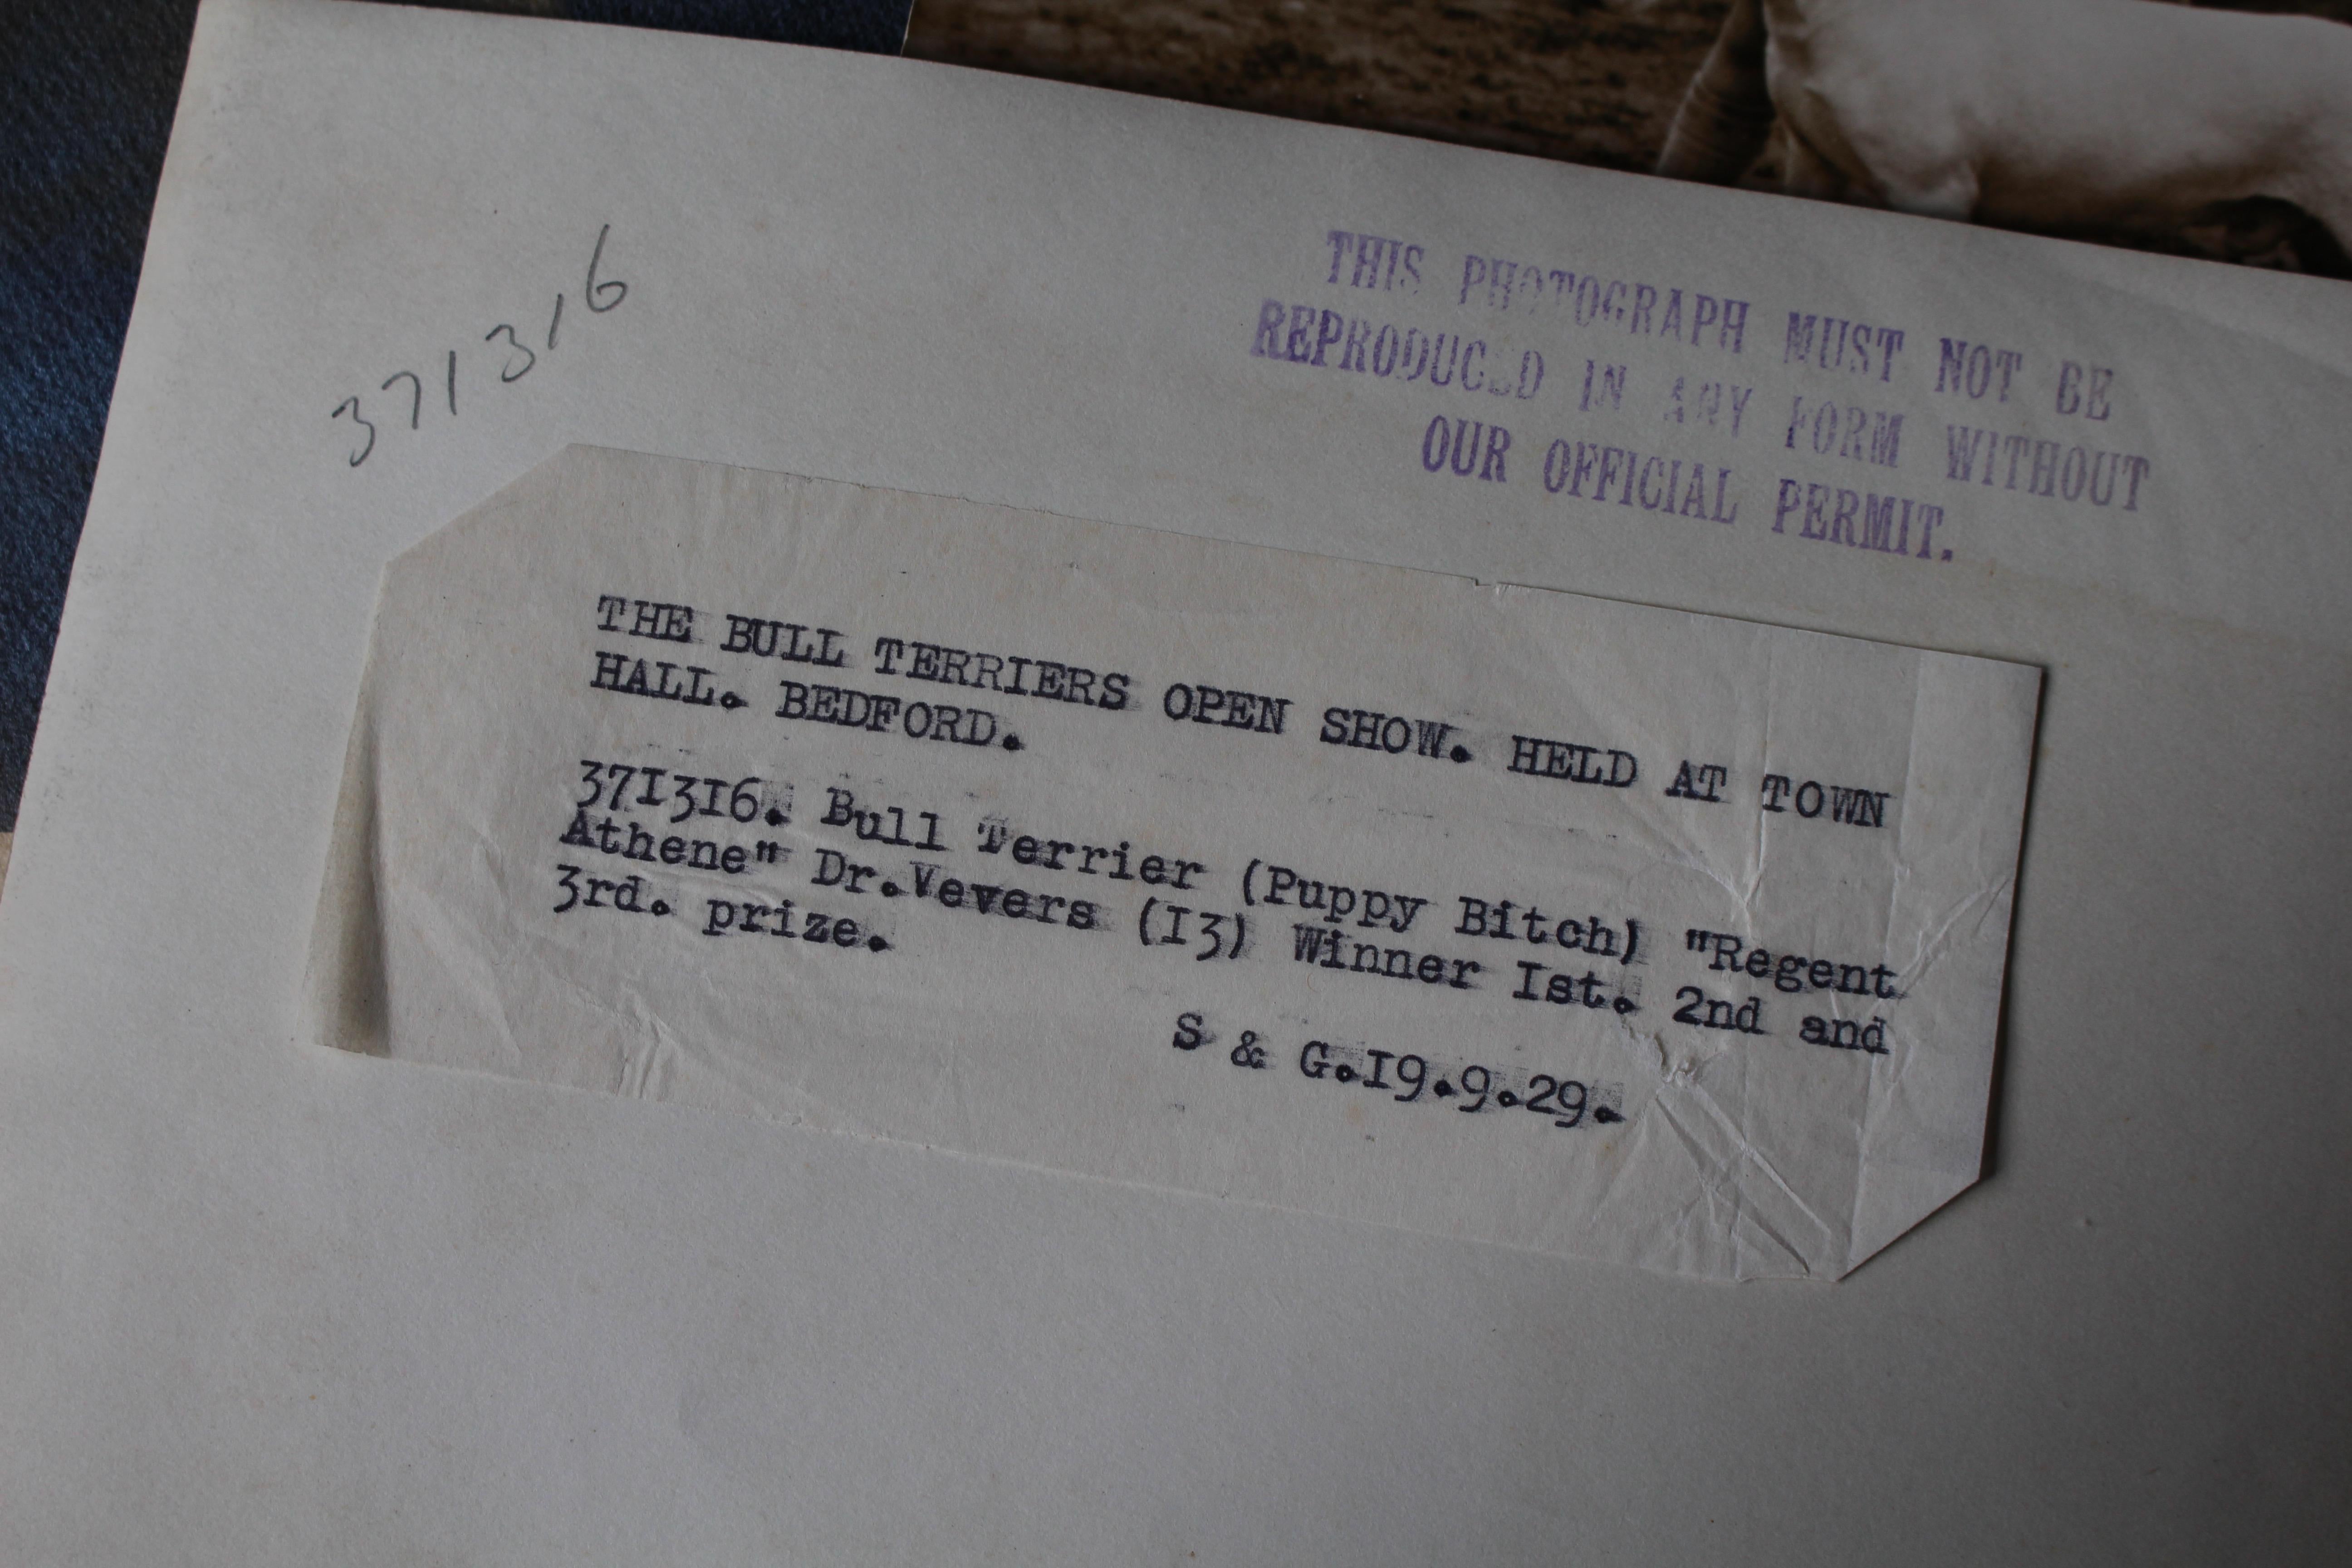 371316
THIS PHOTOGRAPH MUST NOT BE
REPRODUCED IN ANY FORM WITHOUT
OUR OFFICIAL PERMIT.
THE BULL TERRIERS OPEN SHOW. HELD AT TOWN
HALL. BEDFORD.
371316. Bull Terrier (Puppy Bitch) "Regent
Athene" Dr.Vevers (13) Winner Ist. 2nd and
3rd. prize.
S & G.19.9.29.